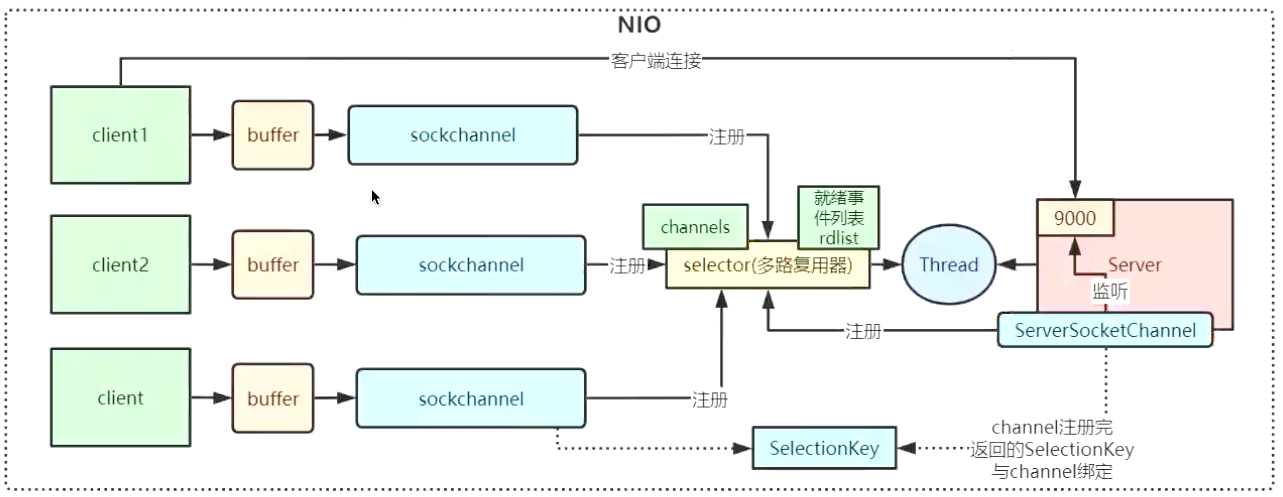 NIO
客户端连接
client1
buffer
sockchannel
注册
client2
buffer
sockchannel
注册
channels
就绪事
件列表
rdlist
selector(多路复用器)
Thread
9000
Server
监听
ServerSocketChannel
注册
client
buffer
sockchannel
注册
SelectionKey
channel注册完
返回的SelectionKey
与channel绑定